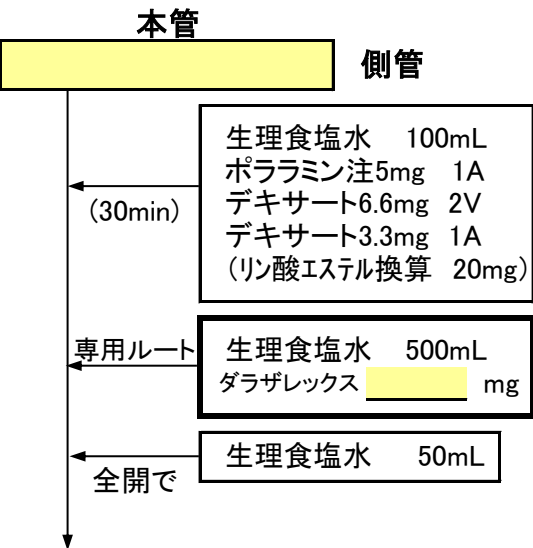 本管
側管
生理食塩水 100mL
ポララミン注5mg 1A
デキサート6.6mg 2V
デキサート3.3mg 1A
(リン酸エステル換算 20mg)
(30min)
専用ルート
生理食塩水 500mL
ダラザレックス mg
生理食塩水 50mL
全開で